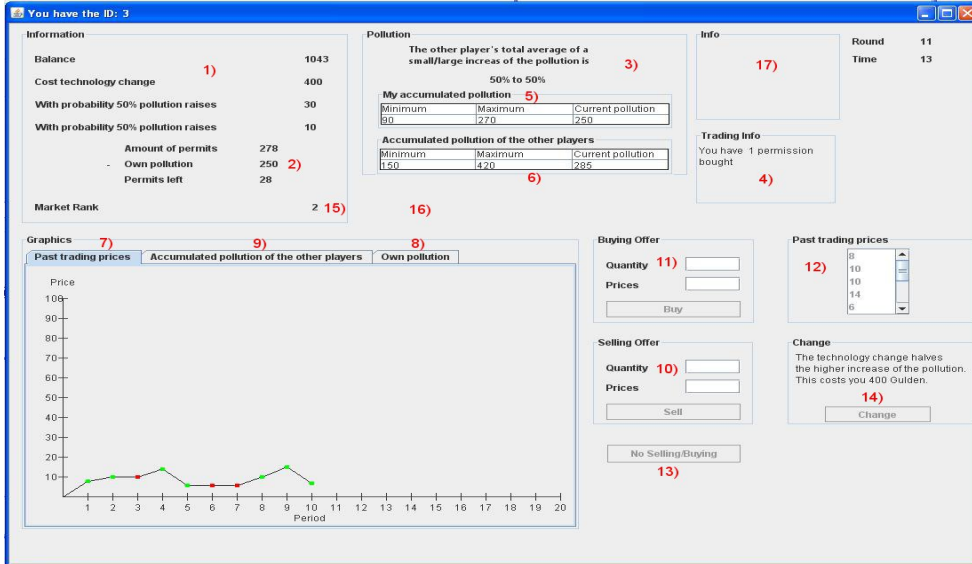 You have the ID: 3
Information
Balance 1043
1)
Cost technology change 400
With probability 50% pollution raises 30
With probability 50% pollution raises 10
Amount of permits 278
- Own pollution 250 2)
Permits left 28
Market Rank 2 15)
16)
Pollution
The other player's total average of a
small/large increas of the pollution is
3)
50% to 50%
My accumulated pollution 5)
Minimum Maximum Current pollution
90 270 250
Accumulated pollution of the other players
Minimum Maximum Current pollution
150 420 285
6)
Info
17)
Round 11
Time 13
Trading Info
You have 1 permission
bought
4)
Graphics
7) 9) 8)
Past trading prices Accumulated pollution of the other players Own pollution
Price
100
90
80
70
60
50
40
30
20
10
1 2 3 4 5 6 7 8 9 10 11 12 13 14 15 16 17 18 19 20
Period
Buying Offer
Quantity 11)
Prices
Buy
Past trading prices
12)
8
10
10
14
6
Selling Offer
Quantity 10)
Prices
Sell
Change
The technology change halves
the higher increase of the pollution.
This costs you 400 Gulden.
14)
Change
No Selling/Buying
13)